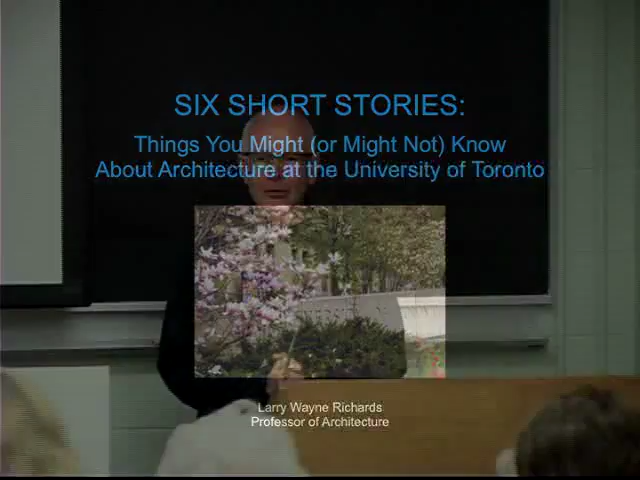 SIX SHORT STORIES:
Things You Might (or Might Not) Know
About Architecture at the University of Toronto
Larry Wayne Richards
Professor of Architecture